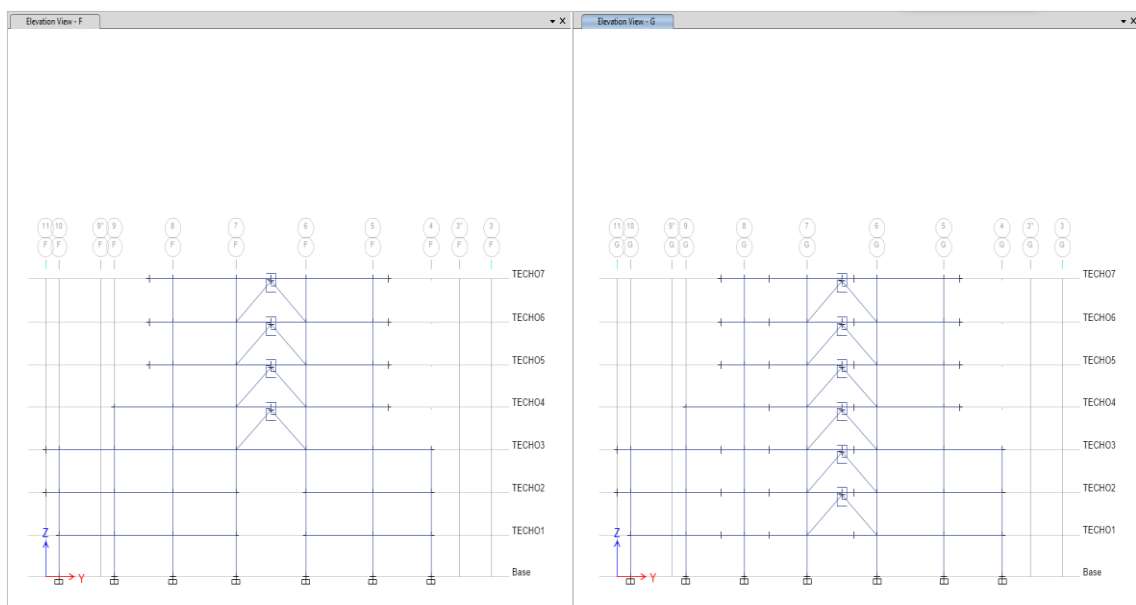 Elevation View - F
Elevation View - G
11 10 9" 9 8 7 6 5 4 3" 3
F F F F F F F F F F F
11 10 9" 9 8 7 6 5 4 3" 3
G G G G G G G G G G G
TECHO7
TECHO6
TECHO5
TECHO4
TECHO3
TECHO2
TECHO1
Base
Z
Y
TECHO7
TECHO6
TECHO5
TECHO4
TECHO3
TECHO2
TECHO1
Base
Z
Y